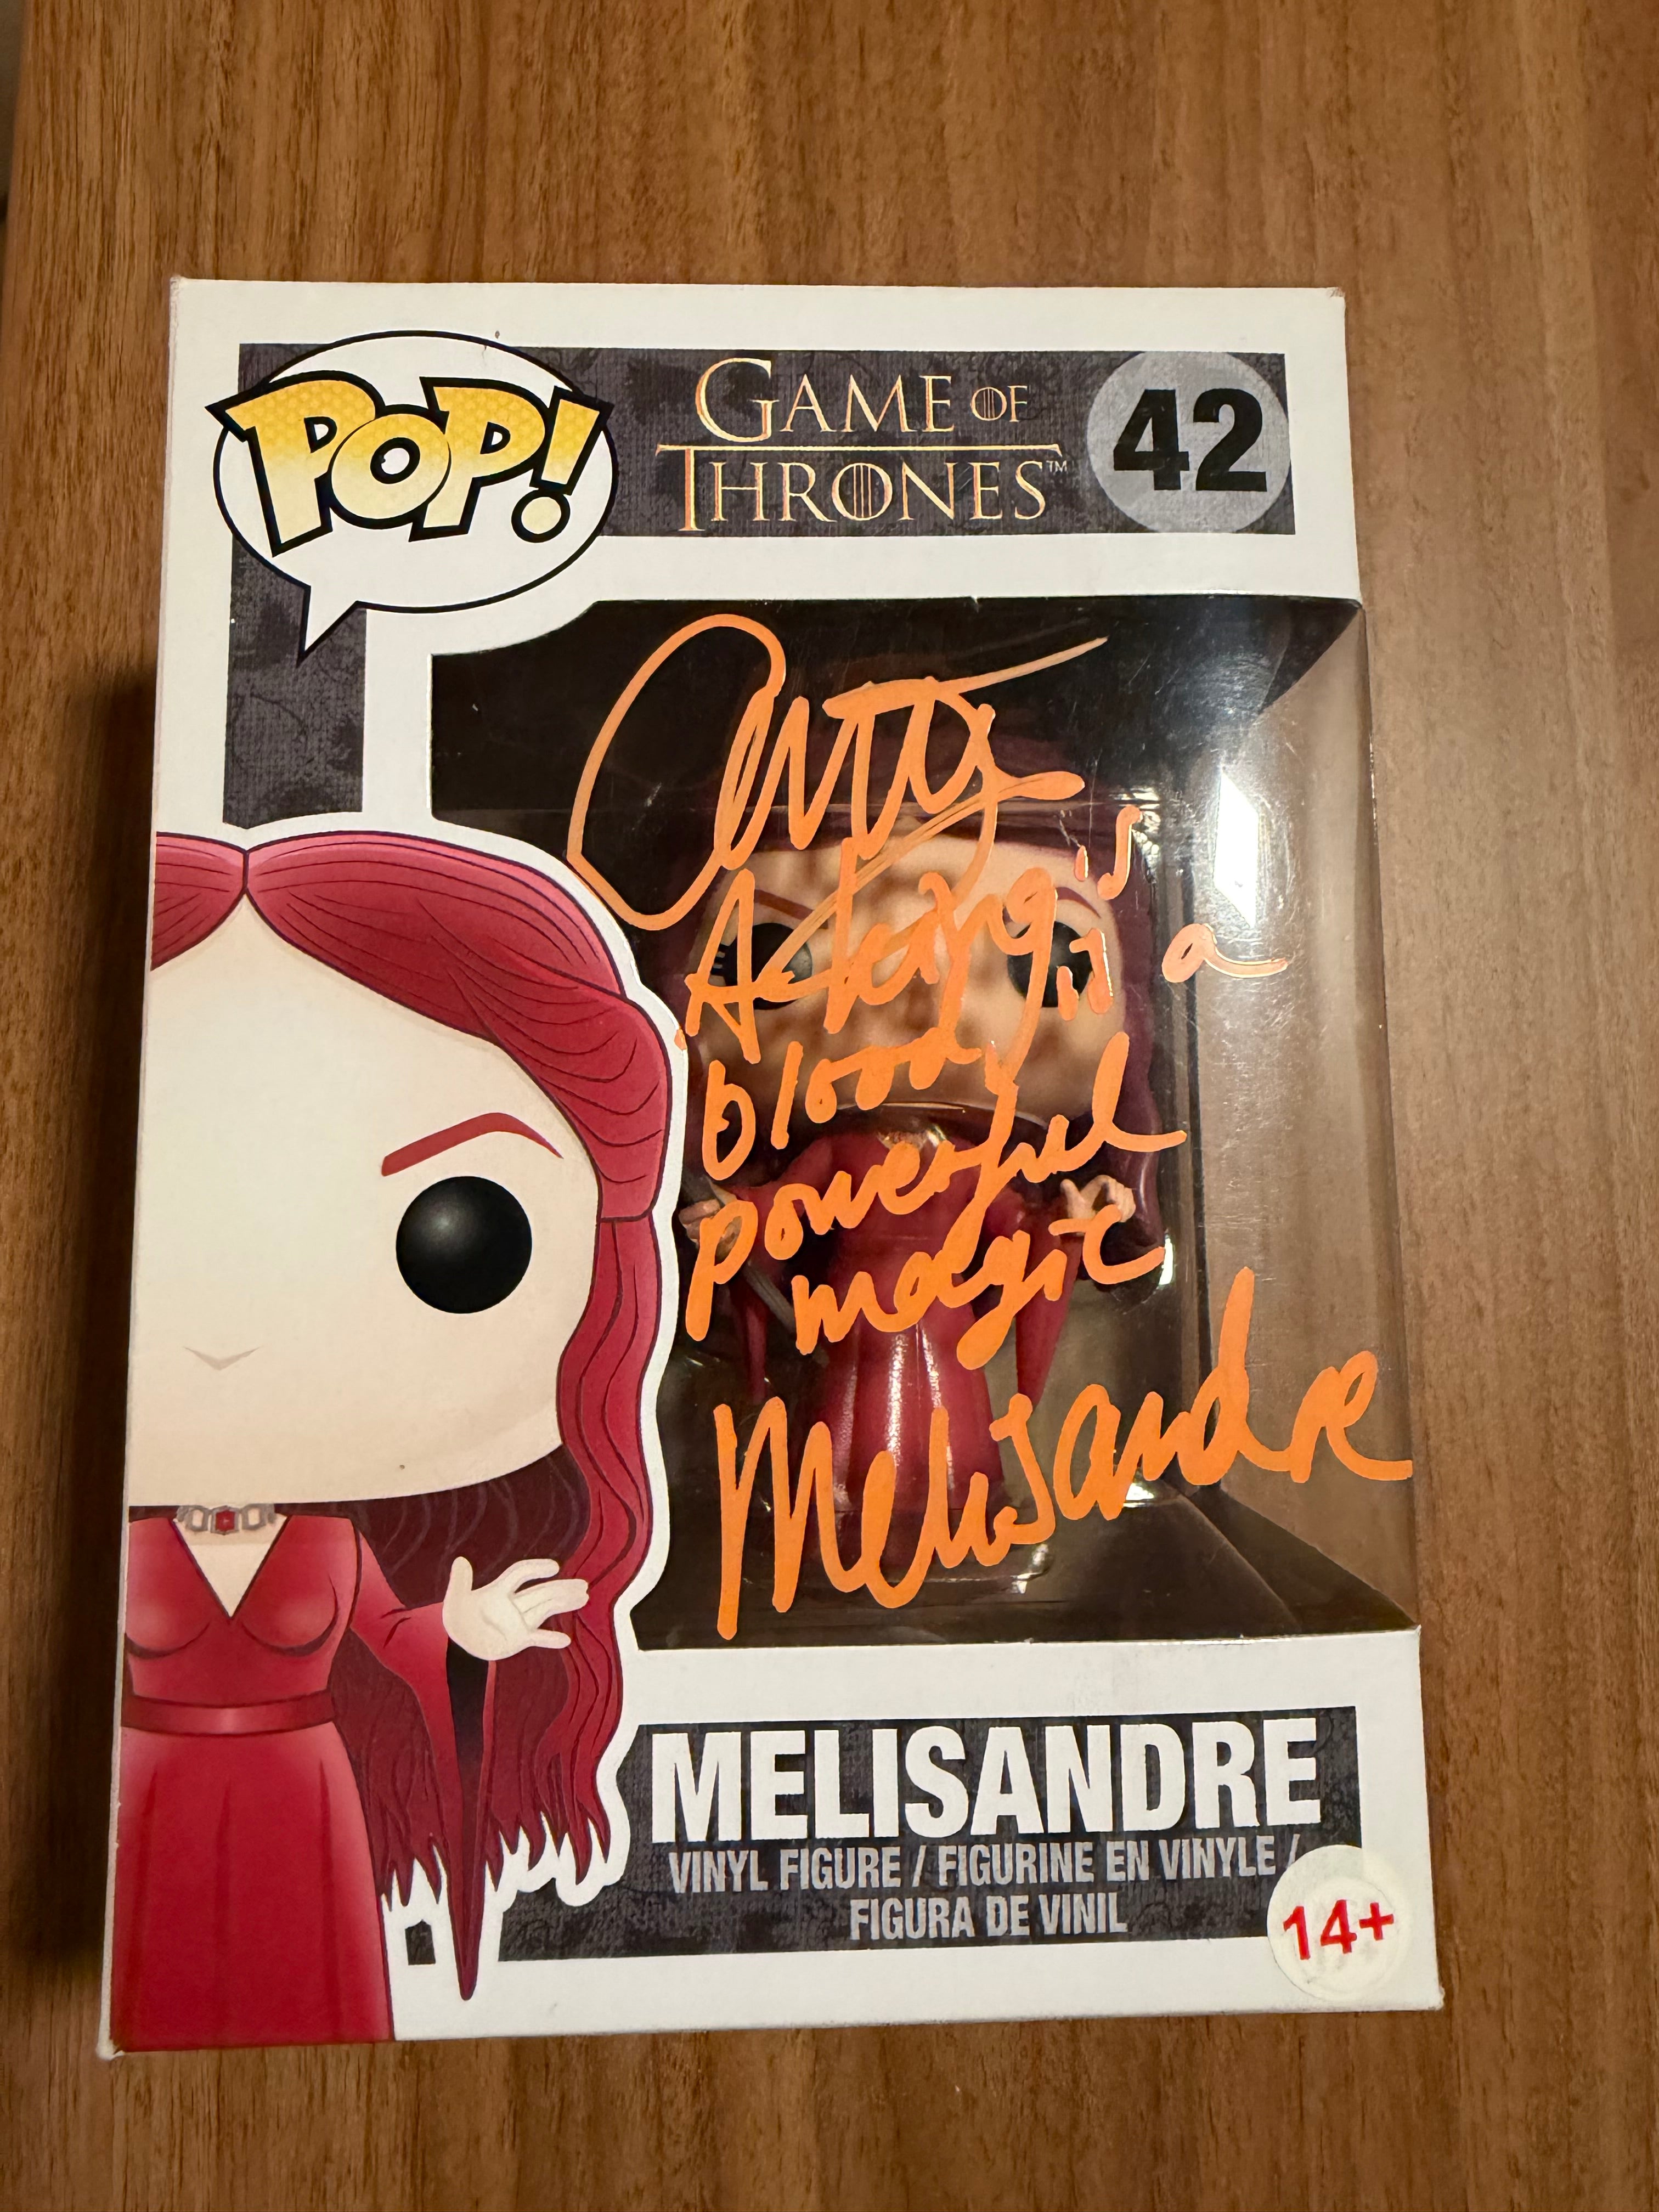 POP!
GAME OF
THRONES™
42
A king's
blood is a
powerful
magic
Melisandre
MELISANDRE
VINYL FIGURE / FIGURINE EN VINYLE /
FIGURA DE VINIL
14+